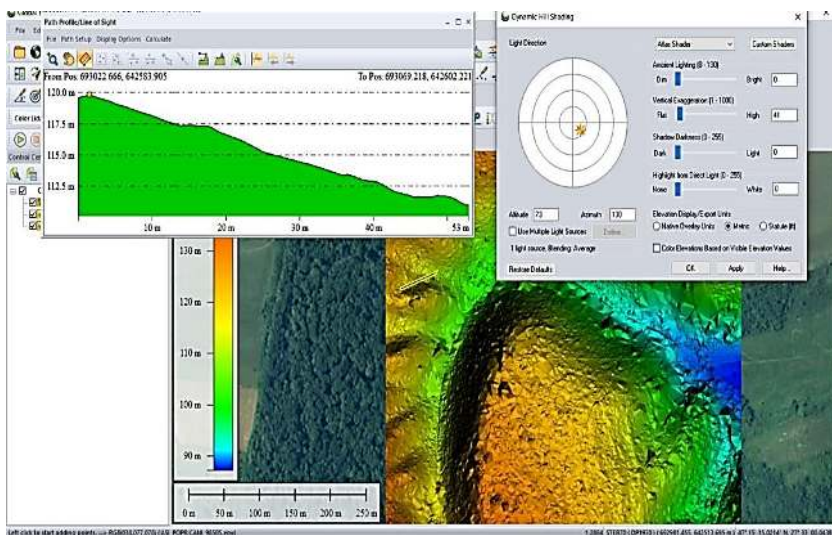 Path Profile/Line of Sight
File Path Setup Display Options Calculate
From Pos: 693022.666, 642583.905 To Pos: 693069.218, 642602.221
120.0 m
117.5 m
115.0 m
112.5 m
10 m 20 m 30 m 40 m 53 m
Dynamic Hill Shading
Light Direction
Atlas Shader Custom Shaders
Ambient Lighting (0 - 130)
Dim Bright 0
Vertical Exaggeration (1 - 1000)
Flat High 41
Shadow Darkness (0 - 255)
Dark Light 0
Highlight from Direct Light (0 - 255)
None White 0
Altitude 73 Azimuth 130
Use Multiple Light Sources Define
1 light source, Blending: Average
Elevation Display/Export Units
Native Overlay Units Metric Statute (ft)
Color Elevations Based on Visible Elevation Values
Restore Defaults OK Apply Help...
130 m
110 m
100 m
90 m
0 m 50 m 100 m 150 m 200 m 250 m
Left click to start adding points